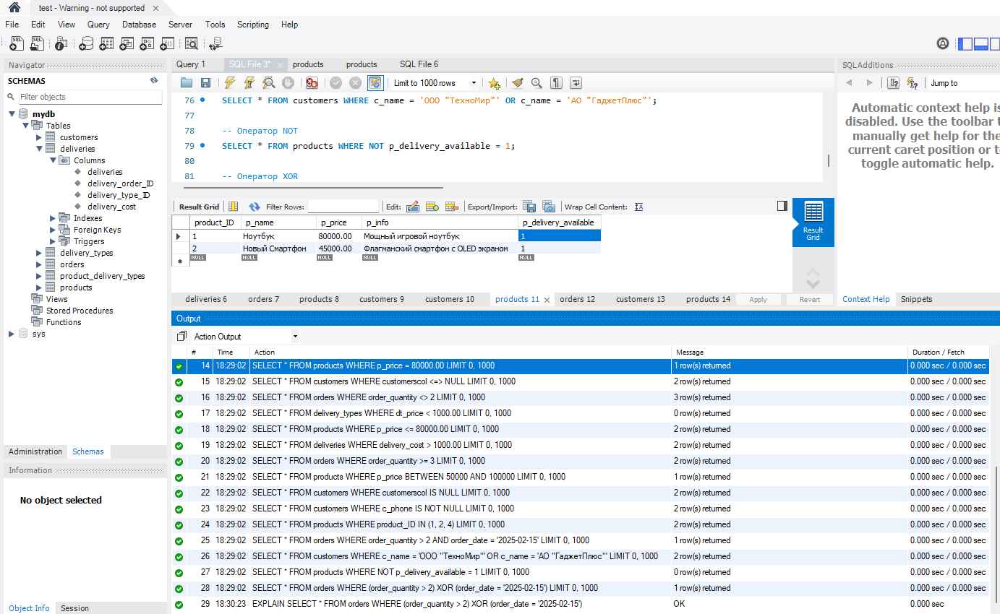 test - Warning - not supported
File Edit View Query Database Server Tools Scripting Help
Navigator
SCHEMAS
Filter objects
mydb
Tables
customers
deliveries
Columns
deliveries
delivery_order_ID
delivery_type_ID
delivery_cost
Indexes
Foreign Keys
Triggers
delivery_types
orders
product_delivery_types
products
Views
Stored Procedures
Functions
sys
Administration Schemas
Information
No object selected
Object Info Session
Query 1 SQL File 3* products products SQL File 6
Limit to 1000 rows
76 SELECT * FROM customers WHERE c_name = 'ООО "ТехноМир"' OR c_name = 'АО "ГаджетПлюс"';
77
78 -- Оператор NOT
79 SELECT * FROM products WHERE NOT p_delivery_available = 1;
80
81 -- Оператор XOR
Result Grid Filter Rows: Edit: Export/Import: Wrap Cell Content:
product_ID p_name p_price p_info p_delivery_available
1 Ноутбук 80000.00 Мощный игровой ноутбук 1
2 Новый Смартфон 45000.00 Флагманский смартфон с OLED экраном 1
NULL NULL NULL NULL NULL
Result Grid
deliveries 6 orders 7 products 8 customers 9 customers 10 products 11 orders 12 customers 13 products 14 Apply Revert
SQLAdditions
Jump to
Automatic context help is
disabled. Use the toolbar t
manually get help for the
current caret position or to
toggle automatic help.
Context Help Snippets
Output
Action Output
# Time Action Message Duration / Fetch
14 18:29:02 SELECT * FROM products WHERE p_price = 80000.00 LIMIT 0, 1000 1 row(s) returned 0.000 sec / 0.000 sec
15 18:29:02 SELECT * FROM customers WHERE customerscol <=> NULL LIMIT 0, 1000 2 row(s) returned 0.000 sec / 0.000 sec
16 18:29:02 SELECT * FROM orders WHERE order_quantity <> 2 LIMIT 0, 1000 3 row(s) returned 0.000 sec / 0.000 sec
17 18:29:02 SELECT * FROM delivery_types WHERE dt_price < 1000.00 LIMIT 0, 1000 0 row(s) returned 0.000 sec / 0.000 sec
18 18:29:02 SELECT * FROM products WHERE p_price <= 80000.00 LIMIT 0, 1000 2 row(s) returned 0.000 sec / 0.000 sec
19 18:29:02 SELECT * FROM deliveries WHERE delivery_cost > 1000.00 LIMIT 0, 1000 2 row(s) returned 0.000 sec / 0.000 sec
20 18:29:02 SELECT * FROM orders WHERE order_quantity >= 3 LIMIT 0, 1000 2 row(s) returned 0.000 sec / 0.000 sec
21 18:29:02 SELECT * FROM products WHERE p_price BETWEEN 50000 AND 100000 LIMIT 0, 1000 1 row(s) returned 0.000 sec / 0.000 sec
22 18:29:02 SELECT * FROM customers WHERE customerscol IS NULL LIMIT 0, 1000 2 row(s) returned 0.000 sec / 0.000 sec
23 18:29:02 SELECT * FROM customers WHERE c_phone IS NOT NULL LIMIT 0, 1000 2 row(s) returned 0.000 sec / 0.000 sec
24 18:29:02 SELECT * FROM products WHERE product_ID IN (1, 2, 4) LIMIT 0, 1000 2 row(s) returned 0.000 sec / 0.000 sec
25 18:29:02 SELECT * FROM orders WHERE order_quantity > 2 AND order_date = '2025-02-15' LIMIT 0, 1000 1 row(s) returned 0.000 sec / 0.000 sec
26 18:29:02 SELECT * FROM customers WHERE c_name = 'ООО "ТехноМир"' OR c_name = 'АО "ГаджетПлюс"' LIMIT 0, 1000 2 row(s) returned 0.000 sec / 0.000 sec
27 18:29:02 SELECT * FROM products WHERE NOT p_delivery_available = 1 LIMIT 0, 1000 0 row(s) returned 0.000 sec / 0.000 sec
28 18:29:02 SELECT * FROM orders WHERE (order_quantity > 2) XOR (order_date = '2025-02-15') LIMIT 0, 1000 1 row(s) returned 0.000 sec / 0.000 sec
29 18:30:23 EXPLAIN SELECT * FROM orders WHERE (order_quantity > 2) XOR (order_date = '2025-02-15') OK 0.000 sec